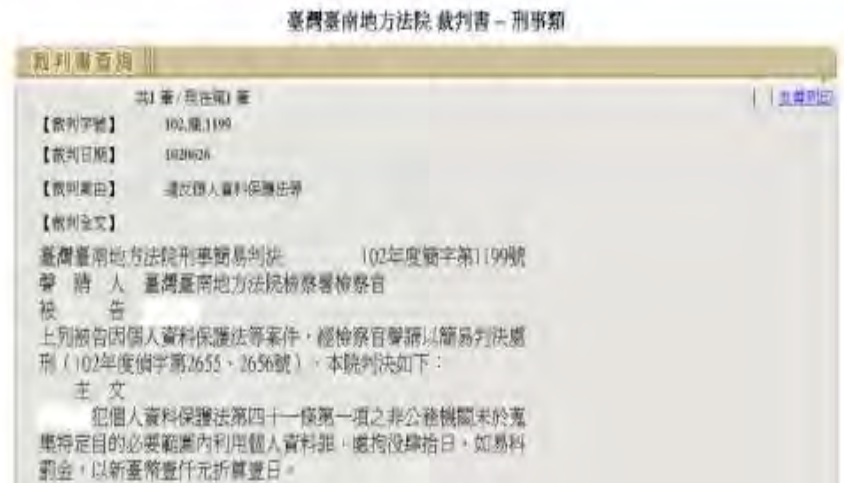 臺灣臺南地方法院 裁判書 – 刑事類
裁判書查詢
共1 筆 / 現在第1 筆
友善列印
【裁判字號】 102,簡,1199
【裁判日期】 1020626
【裁判案由】 違反個人資料保護法等
【裁判全文】
臺灣臺南地方法院刑事簡易判決 102年度簡字第1199號
聲 請 人 臺灣臺南地方法院檢察署檢察官
被 告
上列被告因個人資料保護法等案件，經檢察官聲請以簡易判決處
刑（102年度偵字第2655、2656號），本院判決如下：
主 文
犯個人資料保護法第四十一條第一項之非公務機關未於蒐
集特定目的必要範圍內利用個人資料罪，處拘役肆拾日，如易科
罰金，以新臺幣壹仟元折算壹日。